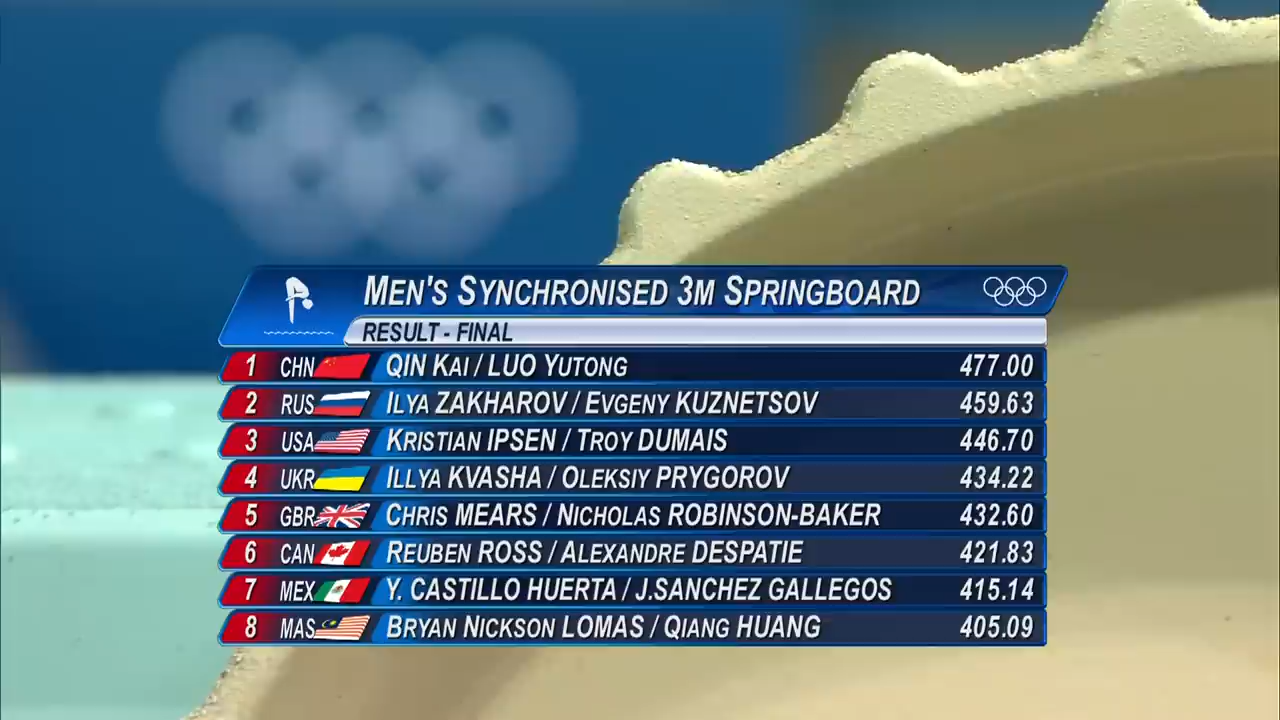 MEN'S SYNCHRONISED 3M SPRINGBOARD
RESULT - FINAL
1 CHN QIN KAI / LUO YUTONG 477.00
2 RUS ILYA ZAKHAROV / EVGENY KUZNETSOV 459.63
3 USA KRISTIAN IPSEN / TROY DUMAIS 446.70
4 UKR ILLYA KVASHA / OLEKSIY PRYGOROV 434.22
5 GBR CHRIS MEARS / NICHOLAS ROBINSON-BAKER 432.60
6 CAN REUBEN ROSS / ALEXANDRE DESPATIE 421.83
7 MEX Y. CASTILLO HUERTA / J.SANCHEZ GALLEGOS 415.14
8 MAS BRYAN NICKSON LOMAS / QIANG HUANG 405.09